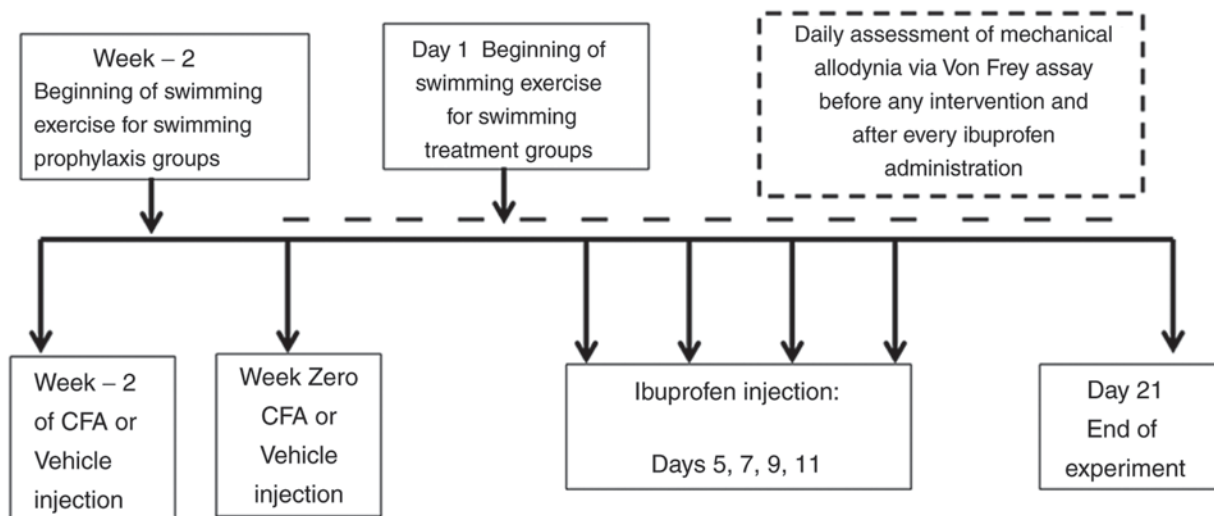 Week – 2
Beginning of swimming
exercise for swimming
prophylaxis groups
Day 1 Beginning of
swimming exercise
for swimming
treatment groups
Daily assessment of mechanical
allodynia via Von Frey assay
before any intervention and
after every ibuprofen
administration
Week – 2
of CFA or
Vehicle
injection
Week Zero
CFA or
Vehicle
injection
Ibuprofen injection:
Days 5, 7, 9, 11
Day 21
End of
experiment